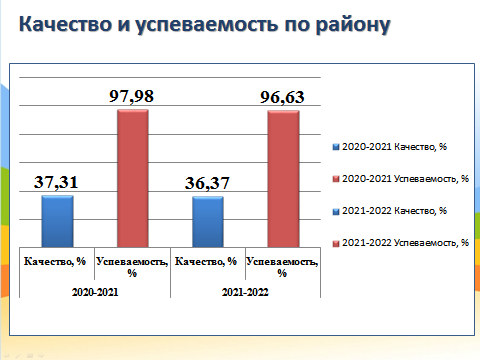 Качество и успеваемость по району
97,98
96,63
37,31
36,37
2020-2021 Качество, %
2020-2021 Успеваемость, %
2021-2022 Качество, %
2021-2022 Успеваемость, %
Качество, % Успеваемость, Качество, % Успеваемость,
% %
2020-2021 2021-2022